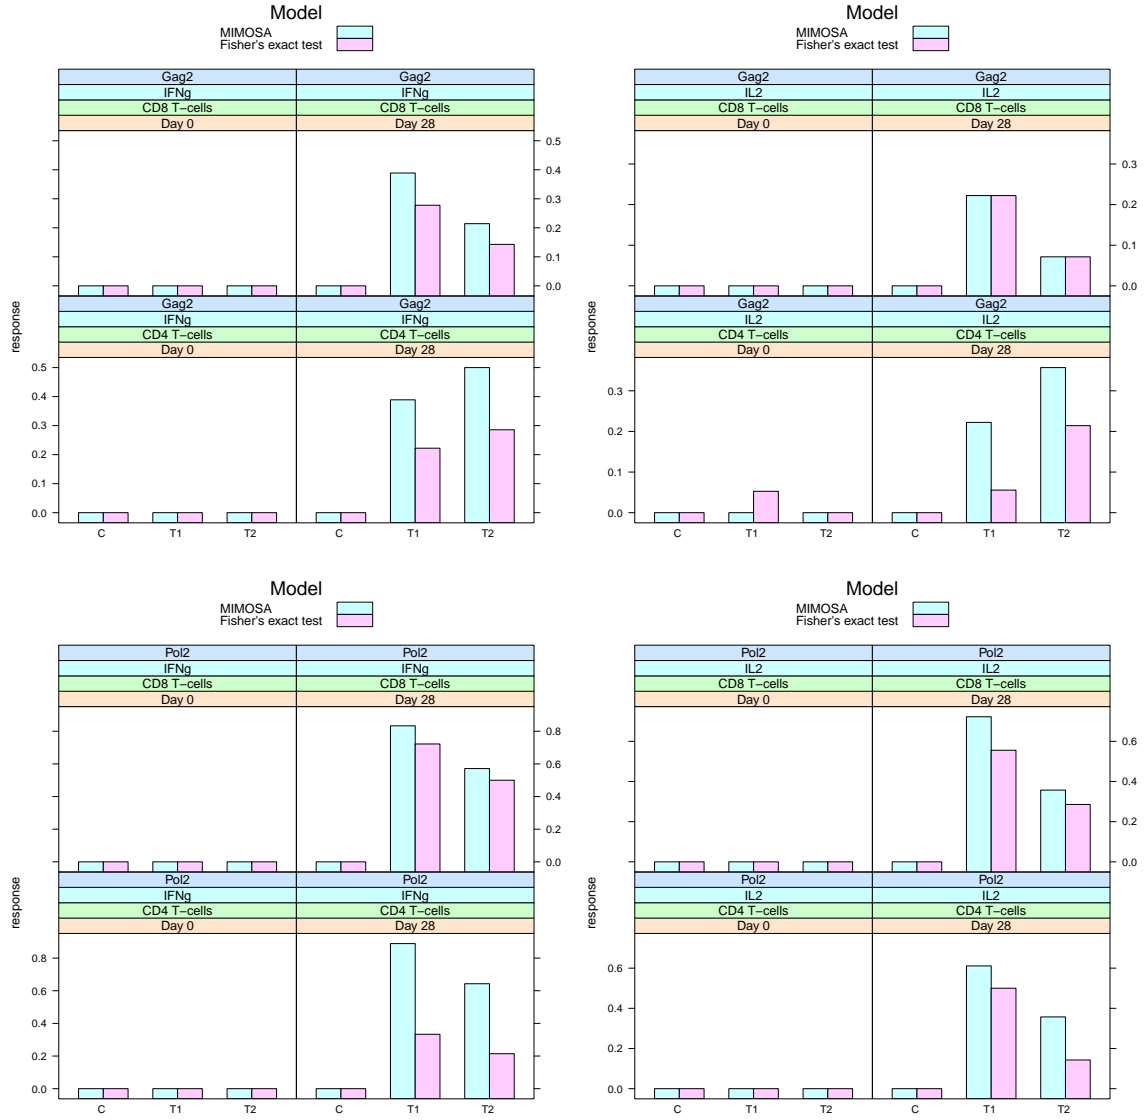 Model
MIMOSA
Fisher's exact test
Gag2 Gag2
IFNg IFNg
CD8 T−cells CD8 T−cells
Day 0 Day 28
0.5
0.4
0.3
0.2
0.1
0.0
Gag2 Gag2
IFNg IFNg
CD4 T−cells CD4 T−cells
Day 0 Day 28
0.5
0.4
0.3
0.2
0.1
0.0
response
C T1 T2 C T1 T2
Model
MIMOSA
Fisher's exact test
Gag2 Gag2
IL2 IL2
CD8 T−cells CD8 T−cells
Day 0 Day 28
0.3
0.2
0.1
0.0
Gag2 Gag2
IL2 IL2
CD4 T−cells CD4 T−cells
Day 0 Day 28
0.3
0.2
0.1
0.0
response
C T1 T2 C T1 T2
Model
MIMOSA
Fisher's exact test
Pol2 Pol2
IFNg IFNg
CD8 T−cells CD8 T−cells
Day 0 Day 28
0.8
0.6
0.4
0.2
0.0
Pol2 Pol2
IFNg IFNg
CD4 T−cells CD4 T−cells
Day 0 Day 28
0.8
0.6
0.4
0.2
0.0
response
C T1 T2 C T1 T2
Model
MIMOSA
Fisher's exact test
Pol2 Pol2
IL2 IL2
CD8 T−cells CD8 T−cells
Day 0 Day 28
0.6
0.4
0.2
0.0
Pol2 Pol2
IL2 IL2
CD4 T−cells CD4 T−cells
Day 0 Day 28
0.6
0.4
0.2
0.0
response
C T1 T2 C T1 T2